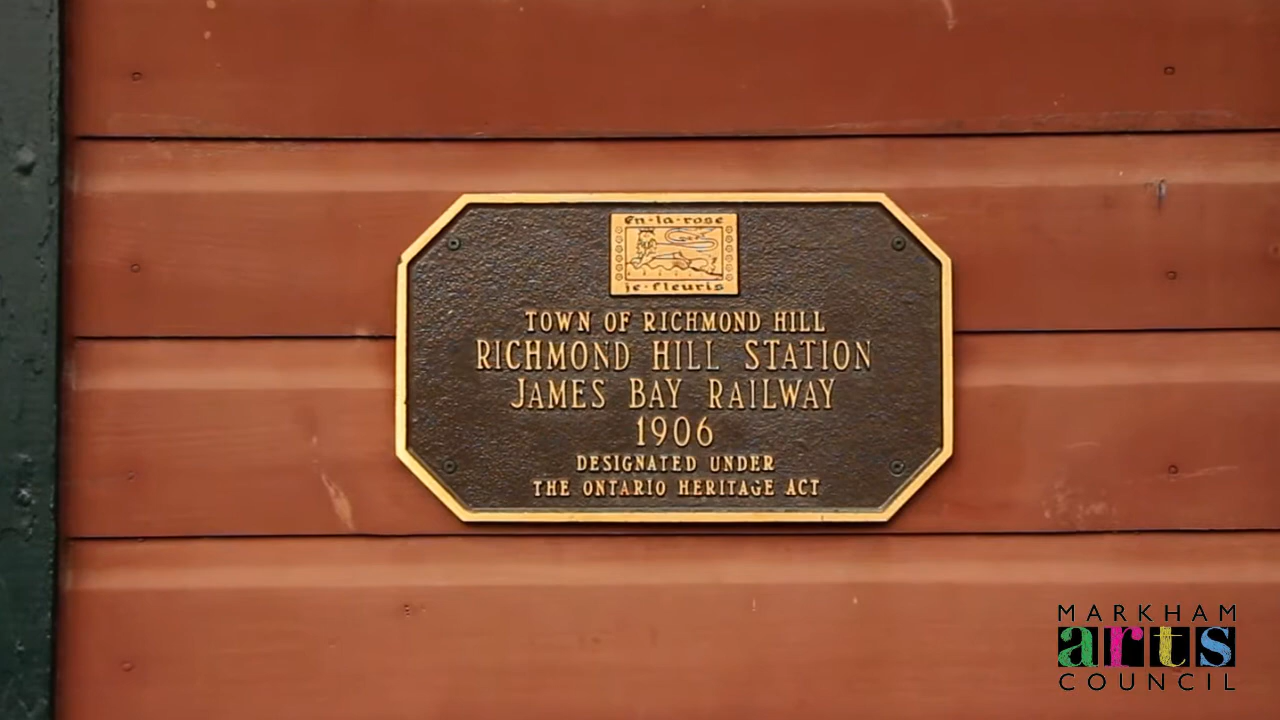 En·la·rose
je·fleuris
TOWN OF RICHMOND HILL
RICHMOND HILL STATION
JAMES BAY RAILWAY
1906
DESIGNATED UNDER
THE ONTARIO HERITAGE ACT
MARKHAM
arts
COUNCIL